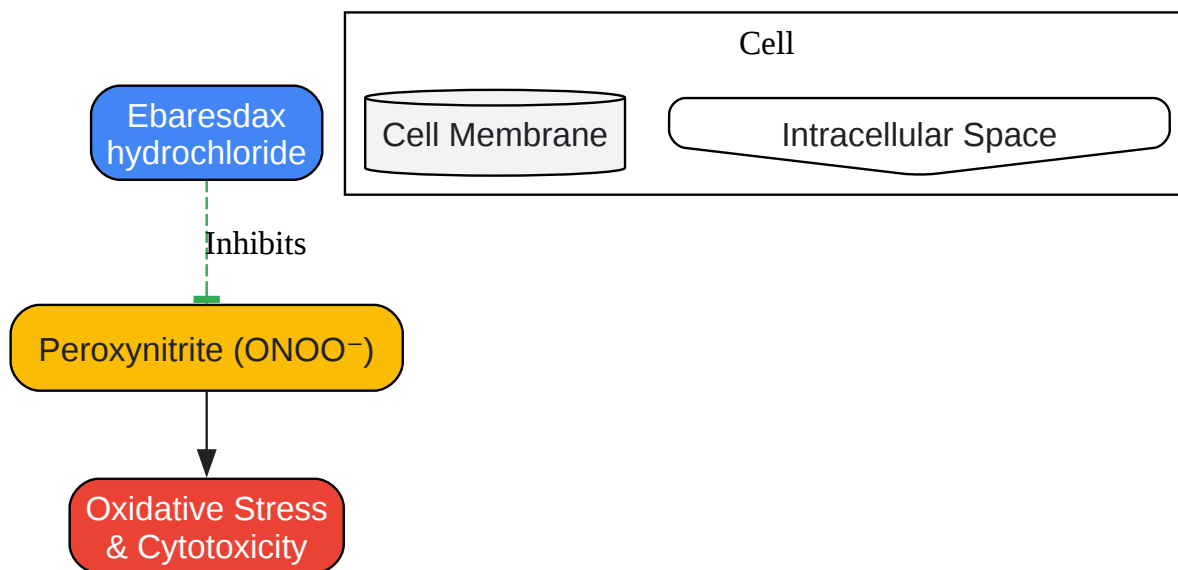 Cell
Ebaresdax
hydrochloride
Cell Membrane
Intracellular Space
Inhibits
Peroxynitrite (ONOO⁻)
Oxidative Stress
& Cytotoxicity